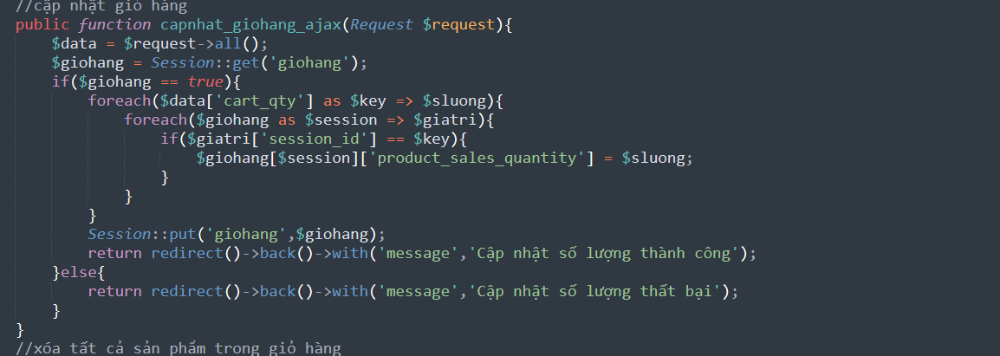 //cập nhật giỏ hàng
public function capnhat_giohang_ajax(Request $request){
    $data = $request->all();
    $giohang = Session::get('giohang');
    if($giohang == true){
        foreach($data['cart_qty'] as $key => $sluong){
            foreach($giohang as $session => $giatri){
                if($giatri['session_id'] == $key){
                    $giohang[$session]['product_sales_quantity'] = $sluong;
                }
            }
        }
        Session::put('giohang',$giohang);
        return redirect()->back()->with('message','Cập nhật số lượng thành công');
    }else{
        return redirect()->back()->with('message','Cập nhật số lượng thất bại');
    }
}
//xóa tất cả sản phẩm trong giỏ hàng